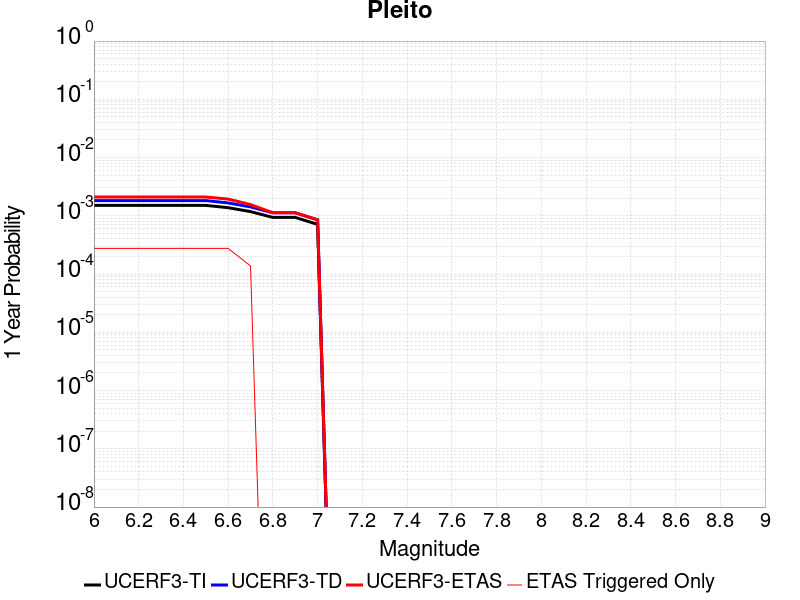 Pleito
10^0
10^-1
10^-2
10^-3
10^-4
10^-5
10^-6
10^-7
10^-8
1 Year Probability
6 6.2 6.4 6.6 6.8 7 7.2 7.4 7.6 7.8 8 8.2 8.4 8.6 8.8 9
Magnitude
UCERF3-TI UCERF3-TD UCERF3-ETAS ETAS Triggered Only